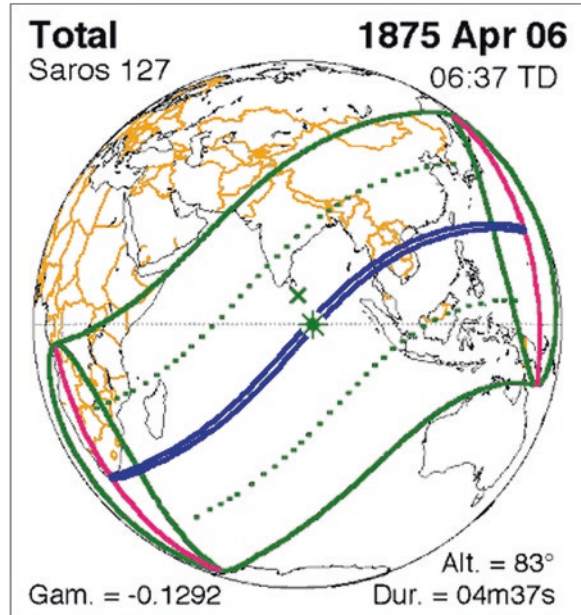 Total
1875 Apr 06
Saros 127
06:37 TD
Alt. = 83°
Gam. = -0.1292
Dur. = 04m37s